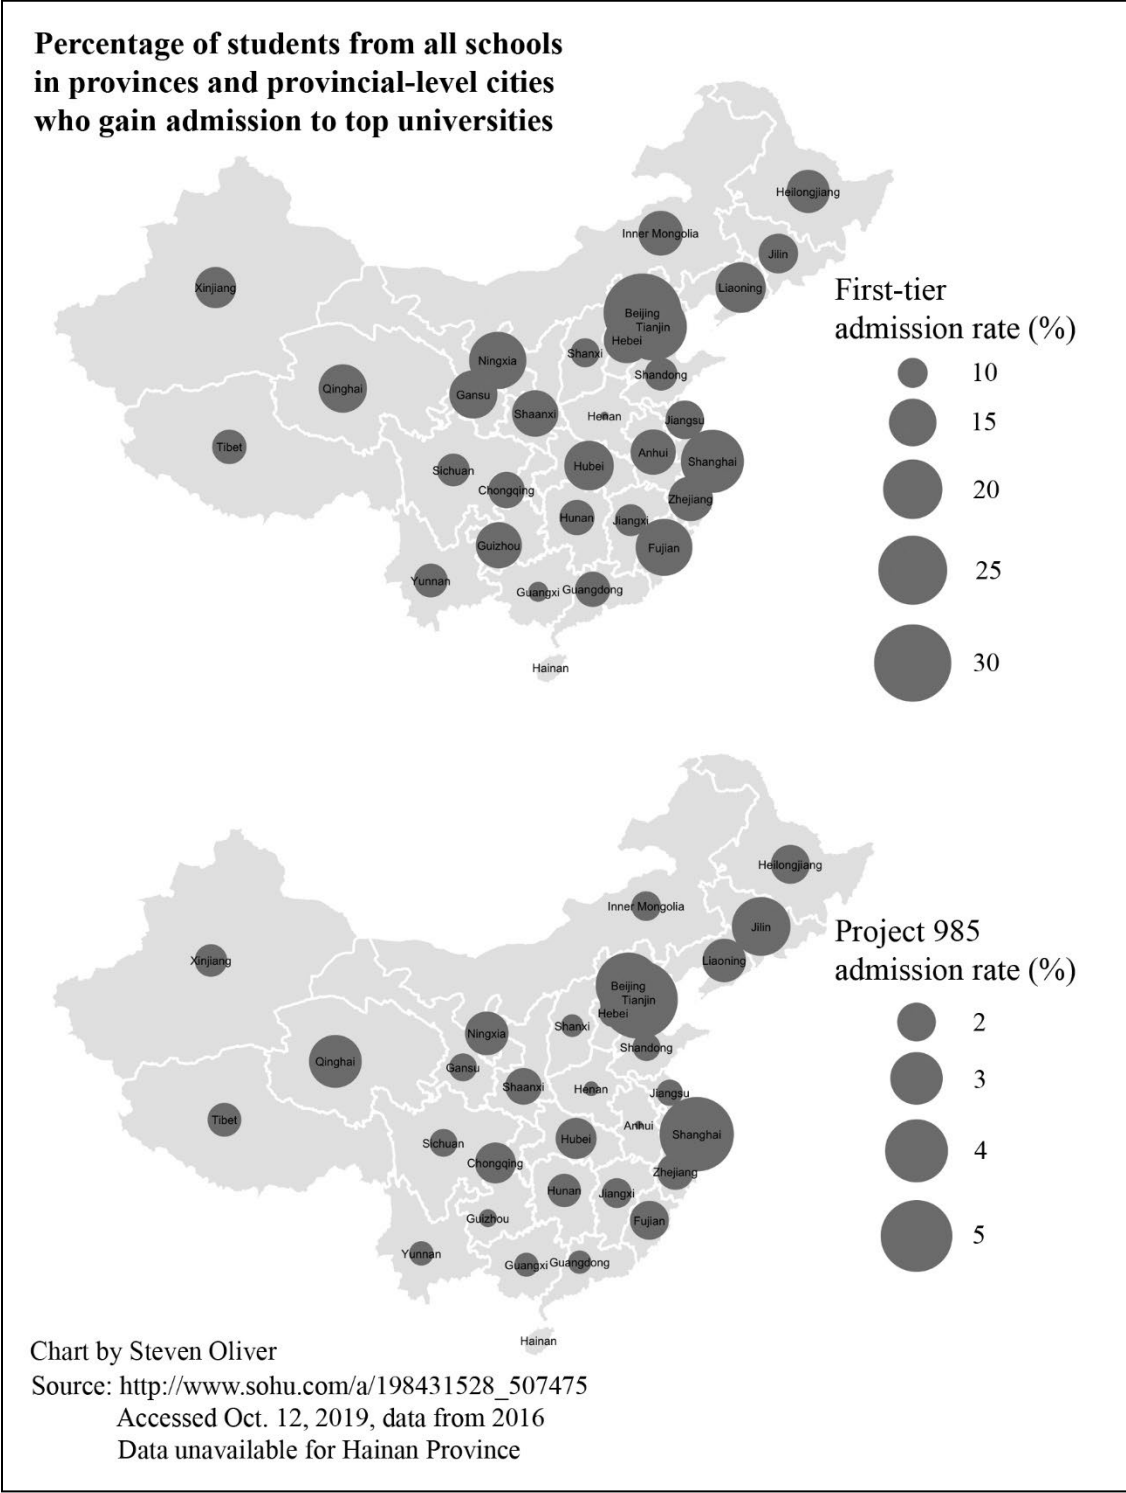 Percentage of students from all schools
in provinces and provincial-level cities
who gain admission to top universities
Heilongjiang
Inner Mongolia
Jilin
Xinjiang
Liaoning
Beijing
Tianjin
Hebei
Shanxi
Ningxia
Shandong
Qinghai
Gansu
Shaanxi
Henan
Jiangsu
Tibet
Anhui
Shanghai
Hubei
Sichuan
Chongqing
Zhejiang
Hunan
Jiangxi
Guizhou
Fujian
Yunnan
Guangxi
Guangdong
Hainan
First-tier
admission rate (%)
10
15
20
25
30
Heilongjiang
Inner Mongolia
Jilin
Xinjiang
Liaoning
Beijing
Tianjin
Hebei
Shanxi
Ningxia
Shandong
Qinghai
Gansu
Shaanxi
Henan
Jiangsu
Tibet
Anhui
Shanghai
Hubei
Sichuan
Chongqing
Zhejiang
Hunan
Jiangxi
Guizhou
Fujian
Yunnan
Guangxi
Guangdong
Hainan
Project 985
admission rate (%)
2
3
4
5
Chart by Steven Oliver
Source: http://www.sohu.com/a/198431528_507475
Accessed Oct. 12, 2019, data from 2016
Data unavailable for Hainan Province